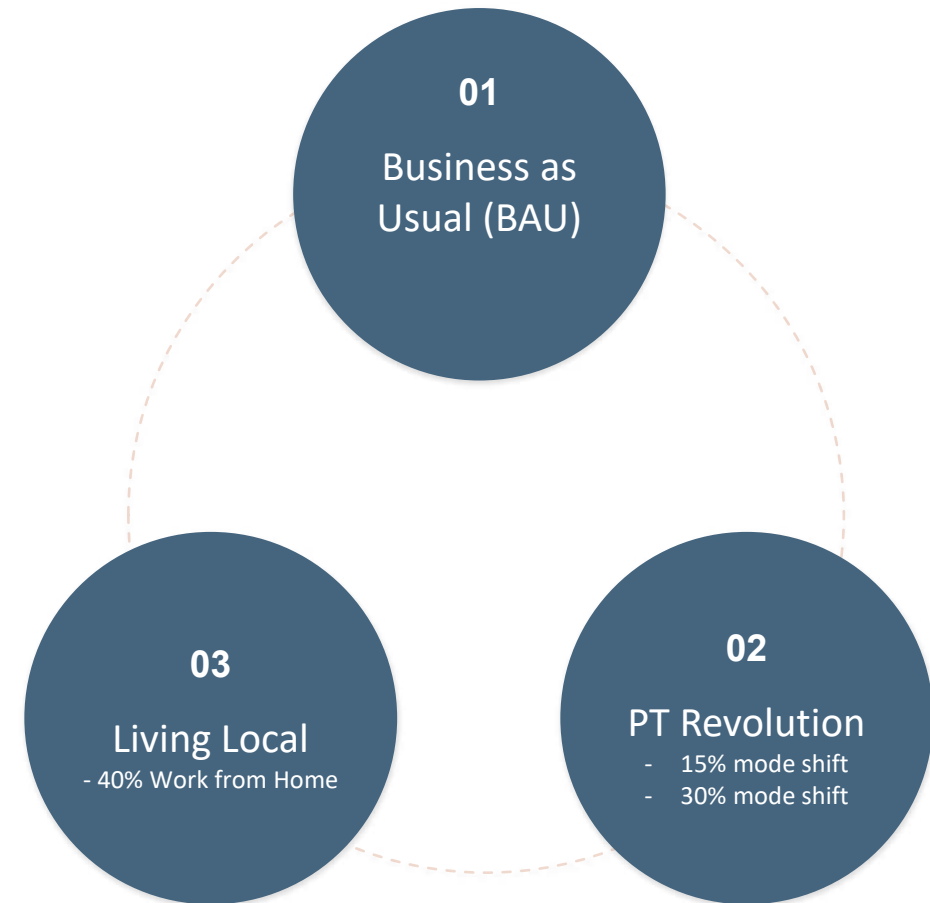 01
Business as
Usual (BAU)
02
PT Revolution
- 15% mode shift
- 30% mode shift
03
Living Local
- 40% Work from Home